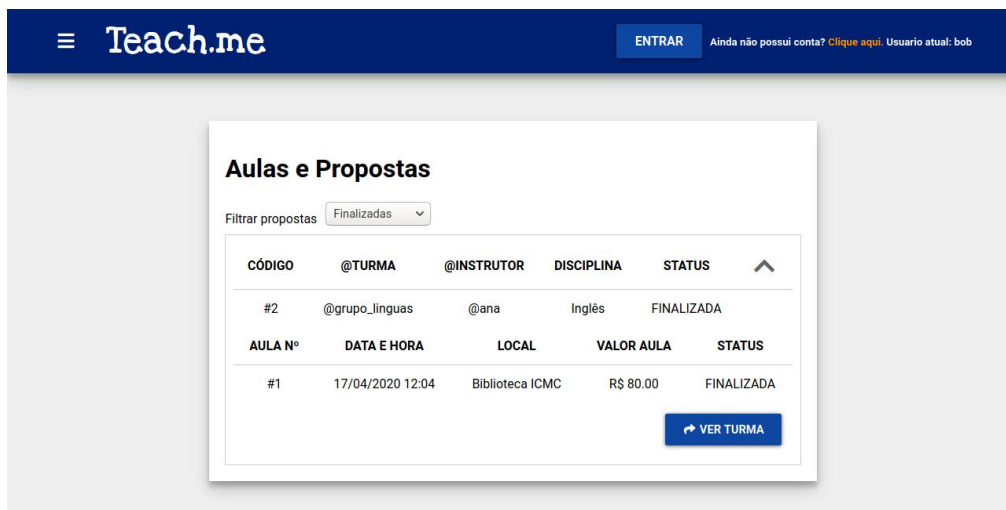 Teach.me
ENTRAR Ainda não possui conta? Clique aqui. Usuario atual: bob
Aulas e Propostas
Filtrar propostas Finalizadas
CÓDIGO @TURMA @INSTRUTOR DISCIPLINA STATUS
#2 @grupo_linguas @ana Inglês FINALIZADA
AULA Nº DATA E HORA LOCAL VALOR AULA STATUS
#1 17/04/2020 12:04 Biblioteca ICMC R$ 80.00 FINALIZADA
VER TURMA